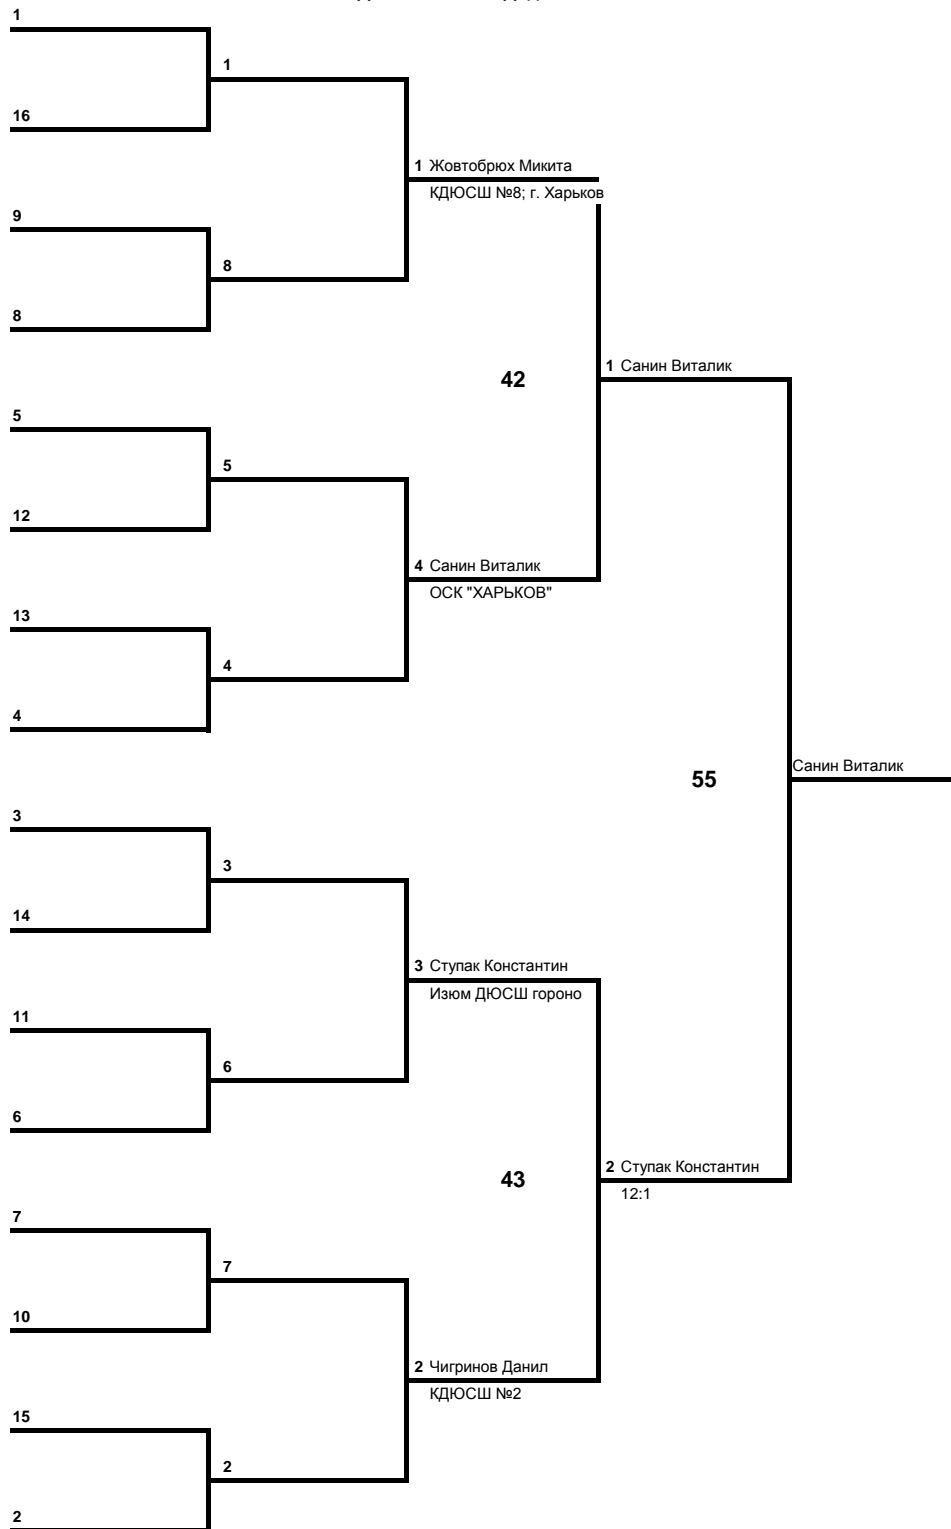 1
1
16
1 Жовтобрюх Микита
КДЮСШ №8; г. Харьков
9
8
8
1 Санин Виталик
42
5
5
12
4 Санин Виталик
ОСК "ХАРЬКОВ"
13
4
4
Санин Виталик
55
3
3
14
3 Ступак Константин
Изюм ДЮСШ гороно
11
6
6
2 Ступак Константин
43
12:1
7
7
10
2 Чигринов Данил
КДЮСШ №2
15
2
2